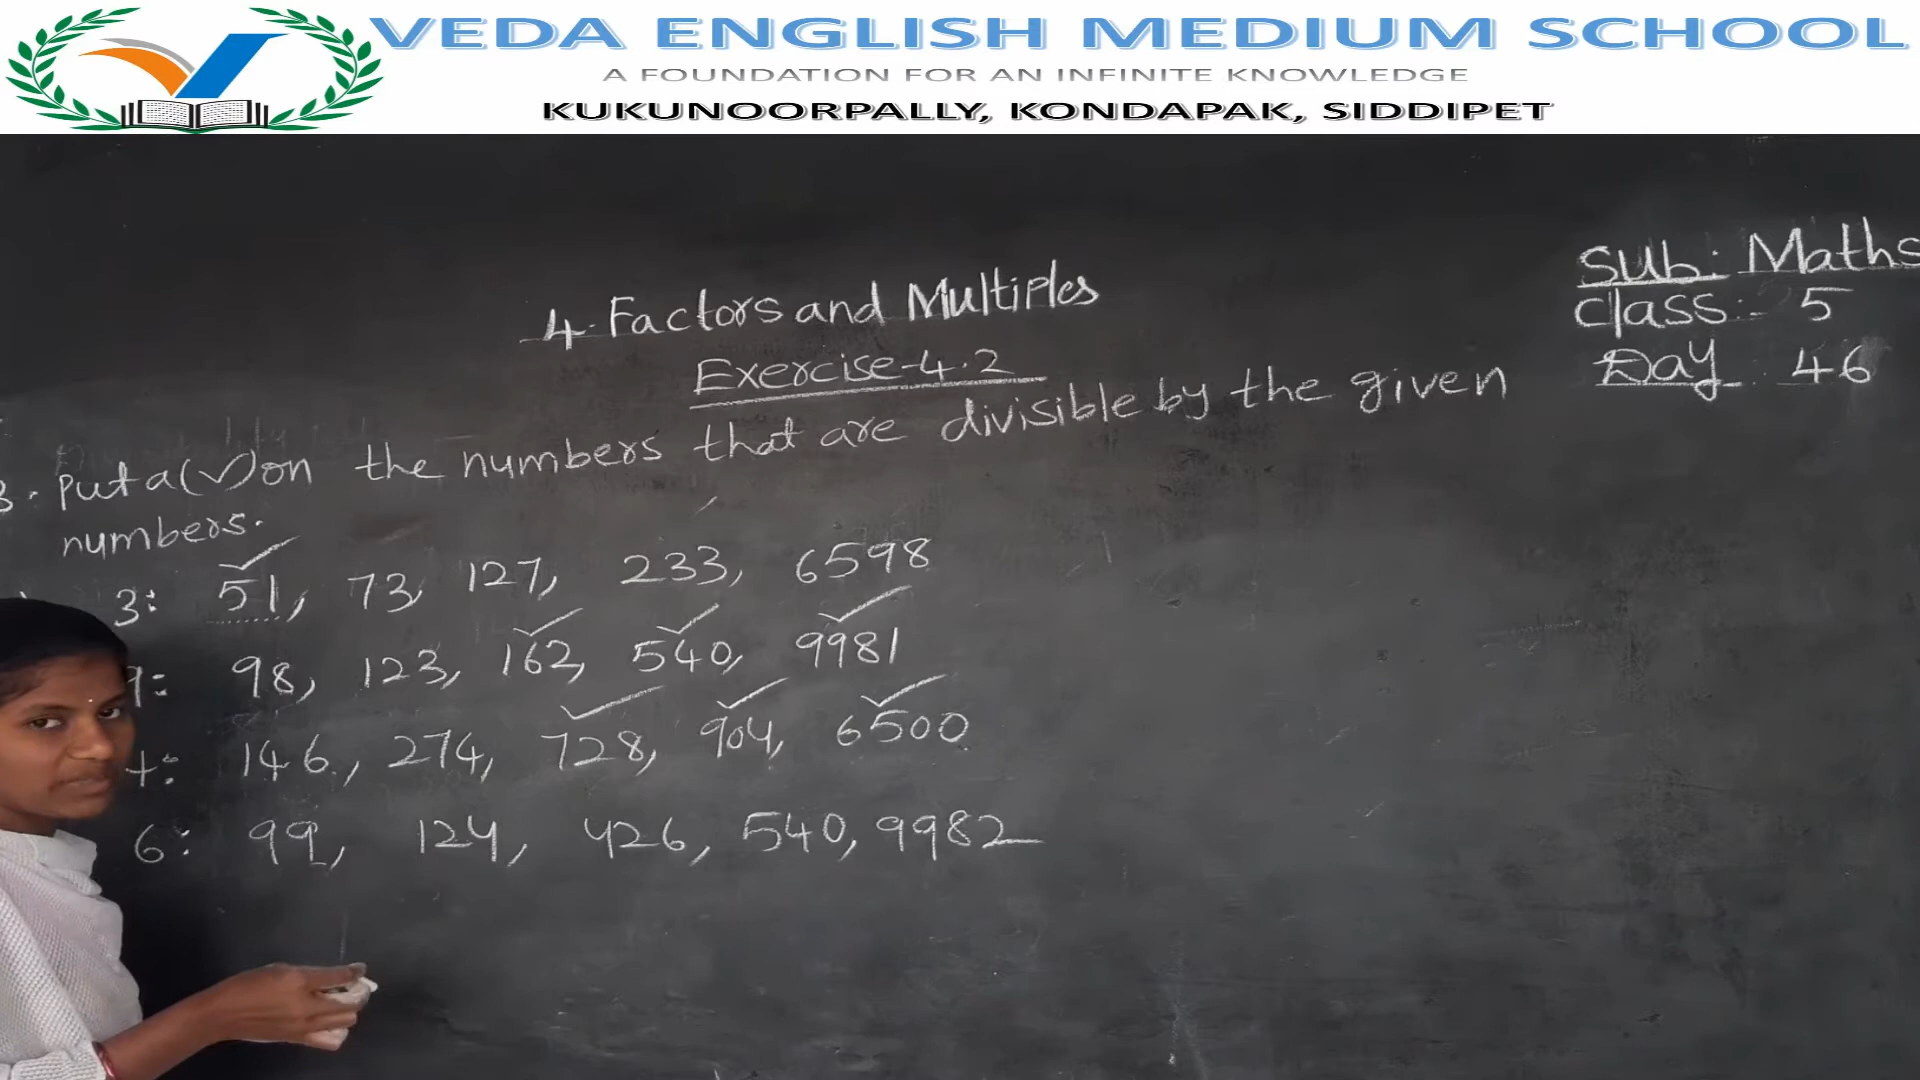 VEDA ENGLISH MEDIUM SCHOOL
A FOUNDATION FOR AN INFINITE KNOWLEDGE
KUKUNOORPALLY, KONDAPAK, SIDDIPET
Sub: Maths
Class:- 5
Day: 46
4. Factors and Multiples
Exercise-4.2
3. Put a (✓) on the numbers that are divisible by the given
numbers.
3: 51, 73, 127, 233, 6598
9: 98, 123, 162, 540, 9981
4: 146, 274, 728, 904, 6500
6: 99, 124, 426, 540, 9982